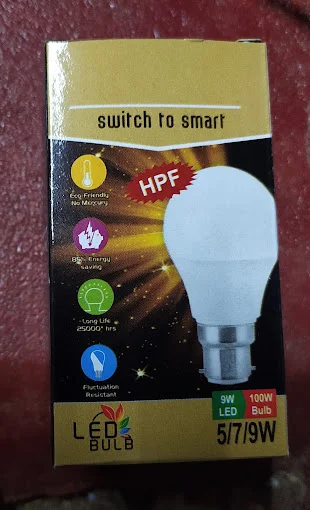 switch to smart
HPF
Eco Friendly
No Mercury
85% Energy
saving
Long Life
25000* hrs
Fluctuation
Resistant
9W
LED
100W
Bulb
LED
BULB
5/7/9W